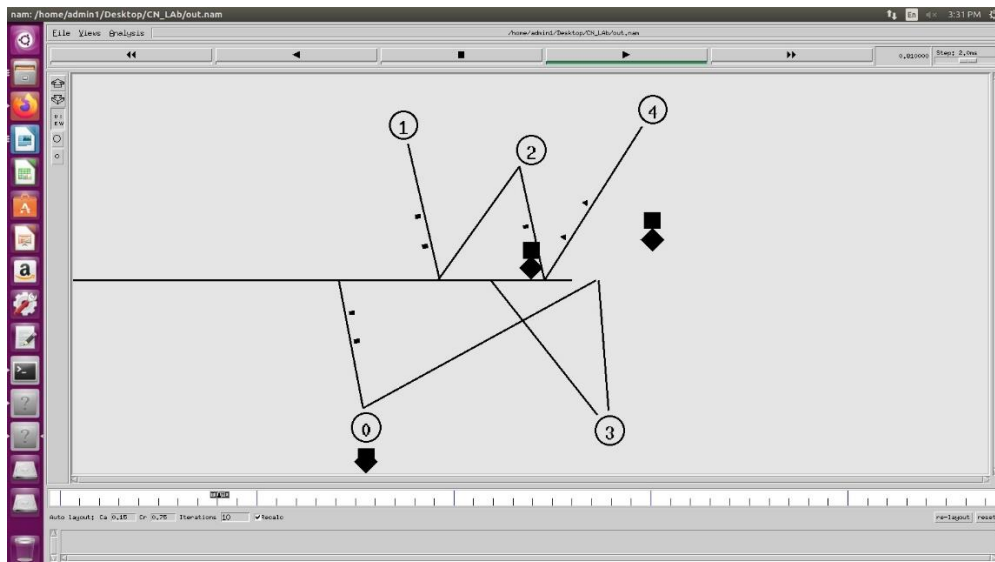 nam: /home/admin1/Desktop/CN_LAb/out.nam
En
3:31 PM
File Views Analysis
/home/admin1/Desktop/CN_LAb/out.nam
0.010000
Step: 2.0ms
1
2
4
0
3
Auto layout: Ca 0.15 Cr 0.75 Iterations 10 Recalc
re-layout
reset